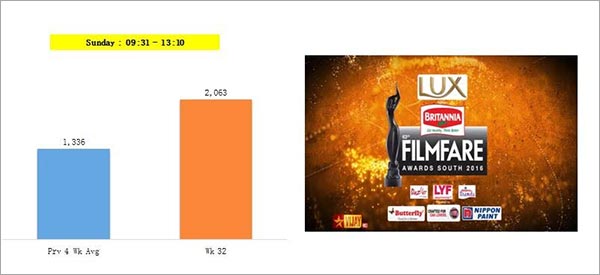 Sunday : 09:31 - 13:10
2,063
1,336
Prv 4 Wk Avg
Wk 32
LUX
BRITANNIA
FILMFARE
AWARDS SOUTH 2016
LYF
Butterfly
NIPPON
PAINT
VIJAY